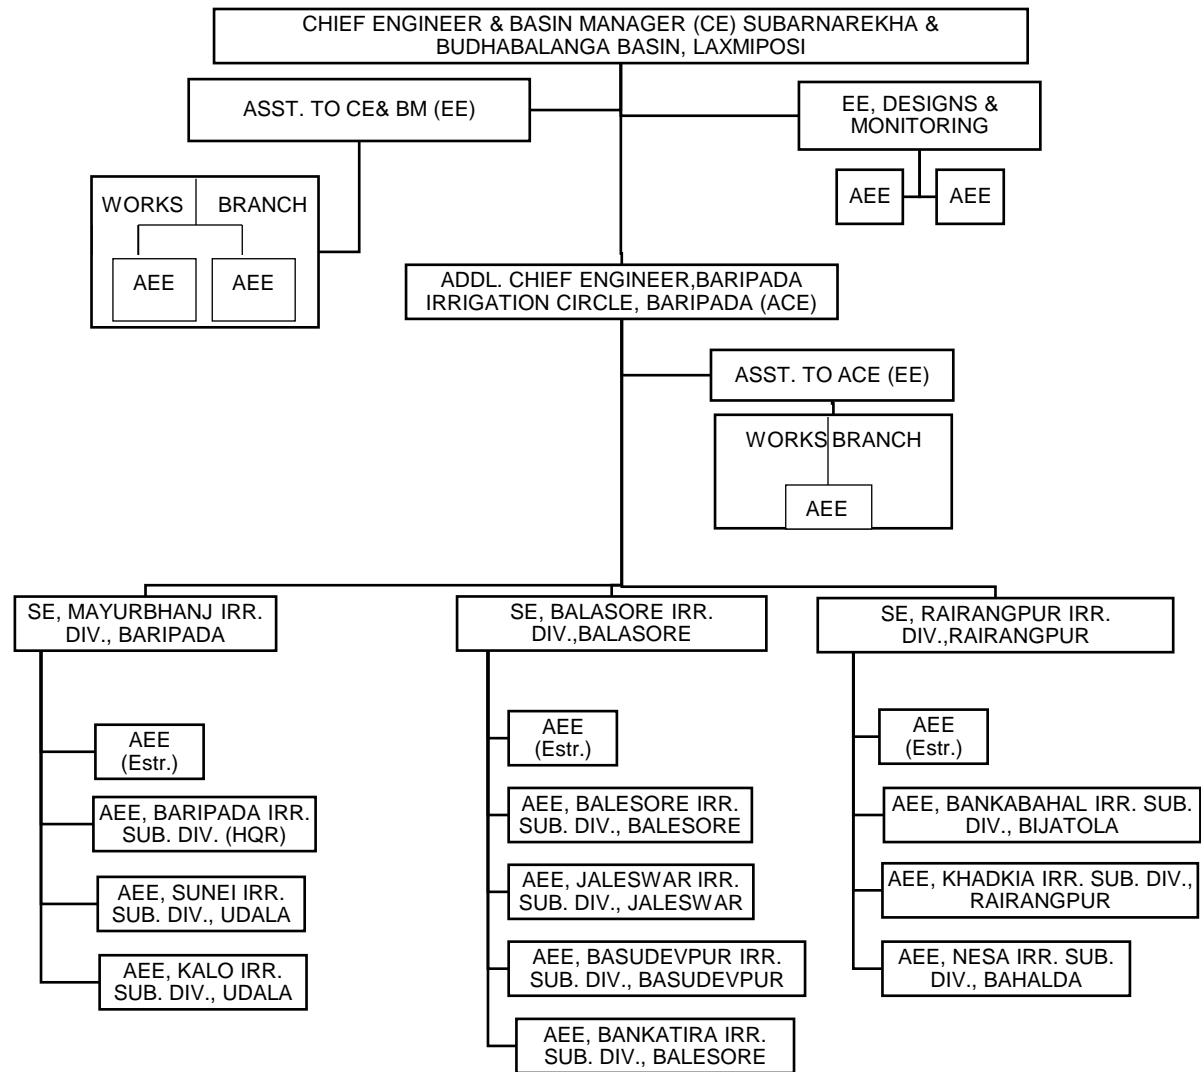 CHIEF ENGINEER & BASIN MANAGER (CE) SUBARNAREKHA &
BUDHABALANGA BASIN, LAXMIPOSI
ASST. TO CE& BM (EE)
EE, DESIGNS &
MONITORING
AEE
AEE
WORKS
BRANCH
AEE
AEE
ADDL. CHIEF ENGINEER,BARIPADA
IRRIGATION CIRCLE, BARIPADA (ACE)
ASST. TO ACE (EE)
WORKS BRANCH
AEE
SE, MAYURBHANJ IRR.
DIV., BARIPADA
AEE
(Estr.)
AEE, BARIPADA IRR.
SUB. DIV. (HQR)
AEE, SUNEI IRR.
SUB. DIV., UDALA
AEE, KALO IRR.
SUB. DIV., UDALA
SE, BALASORE IRR.
DIV.,BALASORE
AEE
(Estr.)
AEE, BALESORE IRR.
SUB. DIV., BALESORE
AEE, JALESWAR IRR.
SUB. DIV., JALESWAR
AEE, BASUDEVPUR IRR.
SUB. DIV., BASUDEVPUR
AEE, BANKATIRA IRR.
SUB. DIV., BALESORE
SE, RAIRANGPUR IRR.
DIV.,RAIRANGPUR
AEE
(Estr.)
AEE, BANKABAHAL IRR. SUB.
DIV., BIJATOLA
AEE, KHADKIA IRR. SUB. DIV.,
RAIRANGPUR
AEE, NESA IRR. SUB.
DIV., BAHALDA